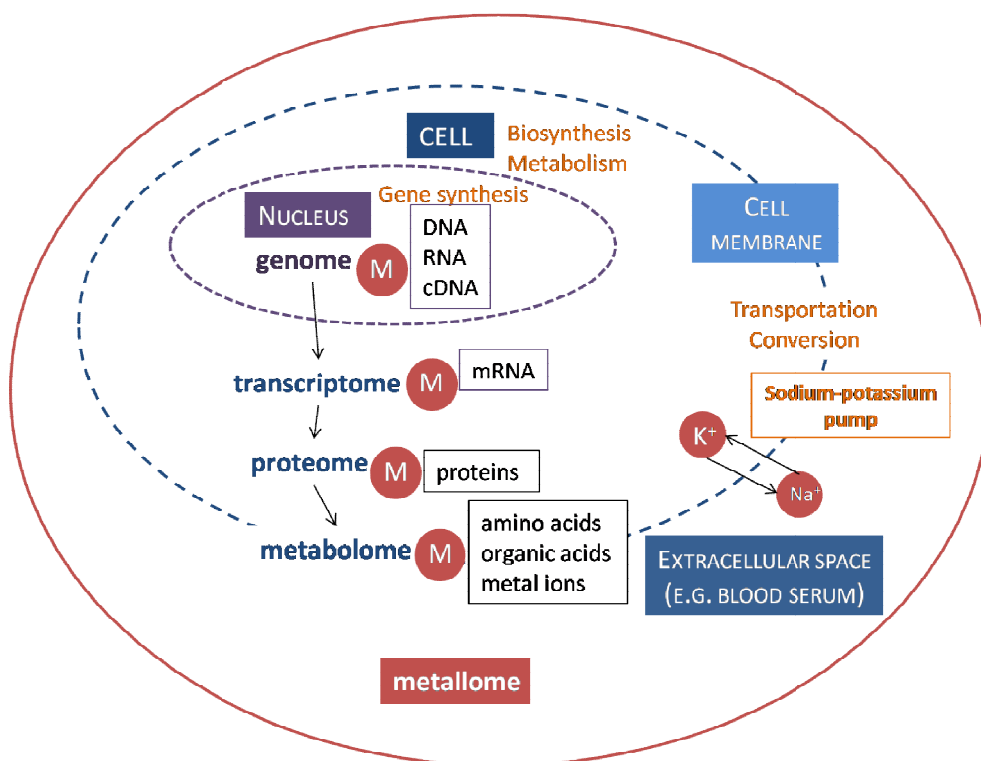 CELL
Biosynthesis
Metabolism
Gene synthesis
NUCLEUS
genome
M
DNA
RNA
cDNA
CELL
MEMBRANE
Transportation
Conversion
transcriptome
M
mRNA
Sodium-potassium
pump
K⁺
Na⁺
proteome
M
proteins
metabolome
M
amino acids
organic acids
metal ions
EXTRACELLULAR SPACE
(E.G. BLOOD SERUM)
metallome